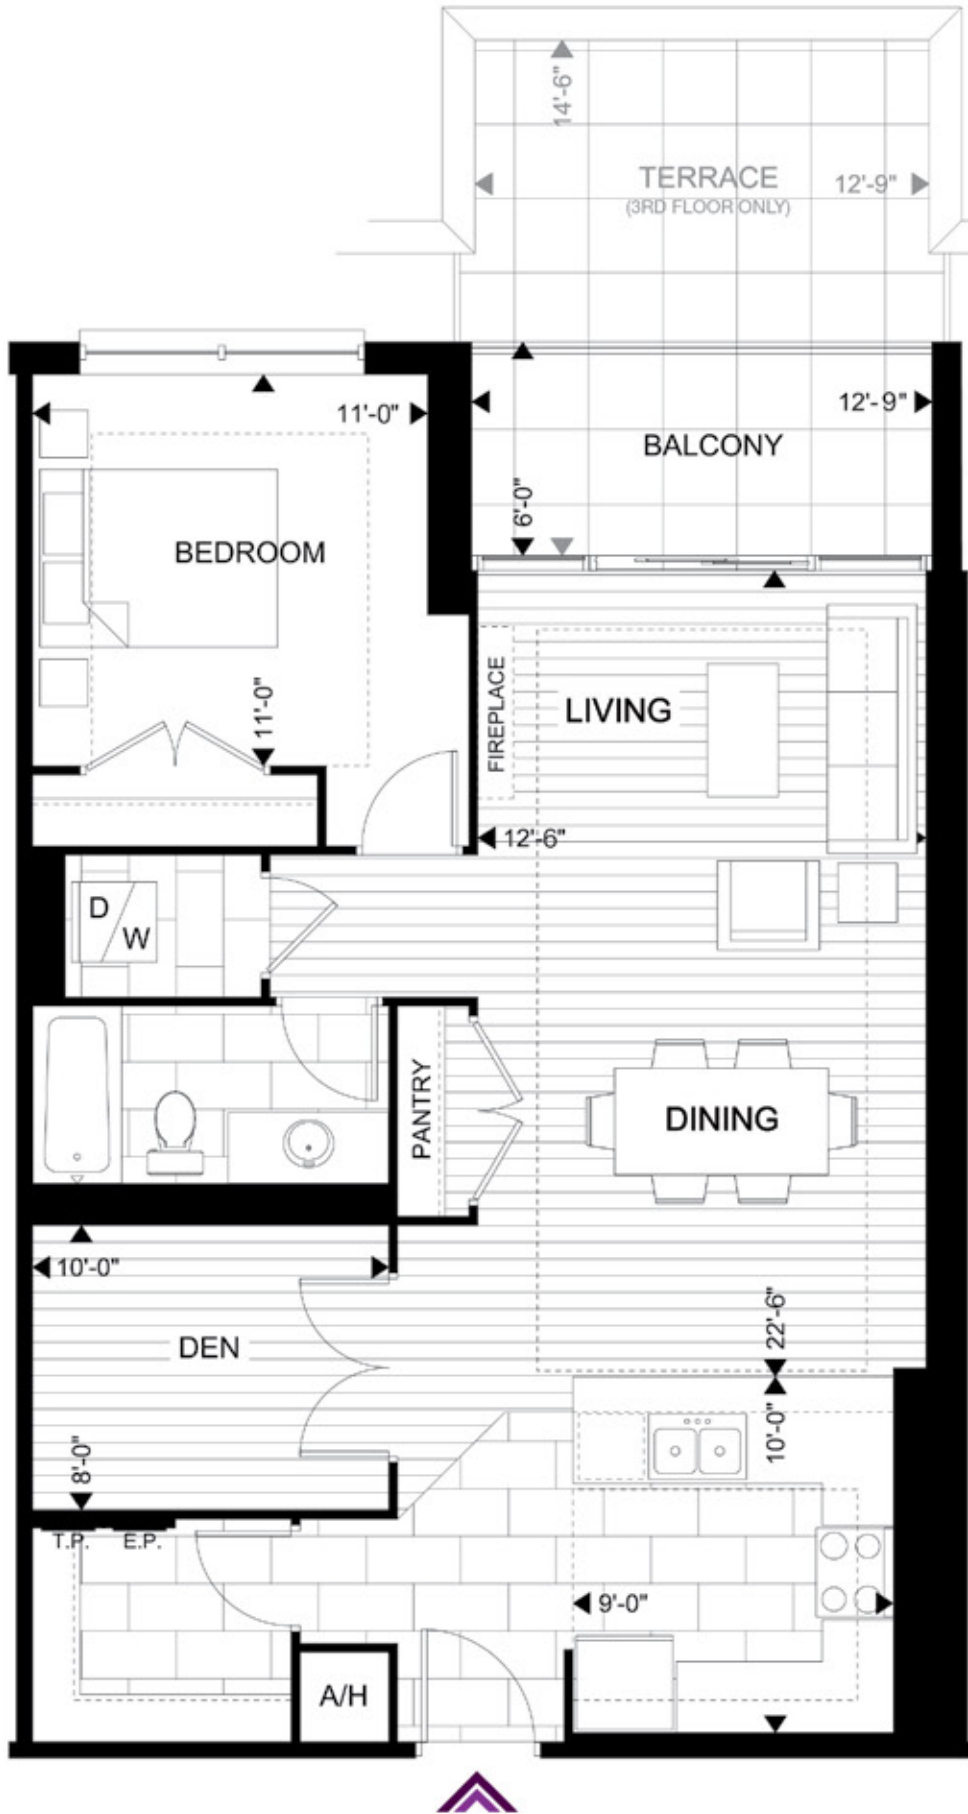 14'-6"
TERRACE 12'-9"
(3RD FLOOR ONLY)
11'-0" 12'-9"
BALCONY
6'-0"
BEDROOM
11'-0"
FIREPLACE
LIVING
12'-6"
D
W
PANTRY
DINING
10'-0"
22'-6"
DEN
10'-0"
8'-0"
T.P. E.P.
9'-0"
A/H